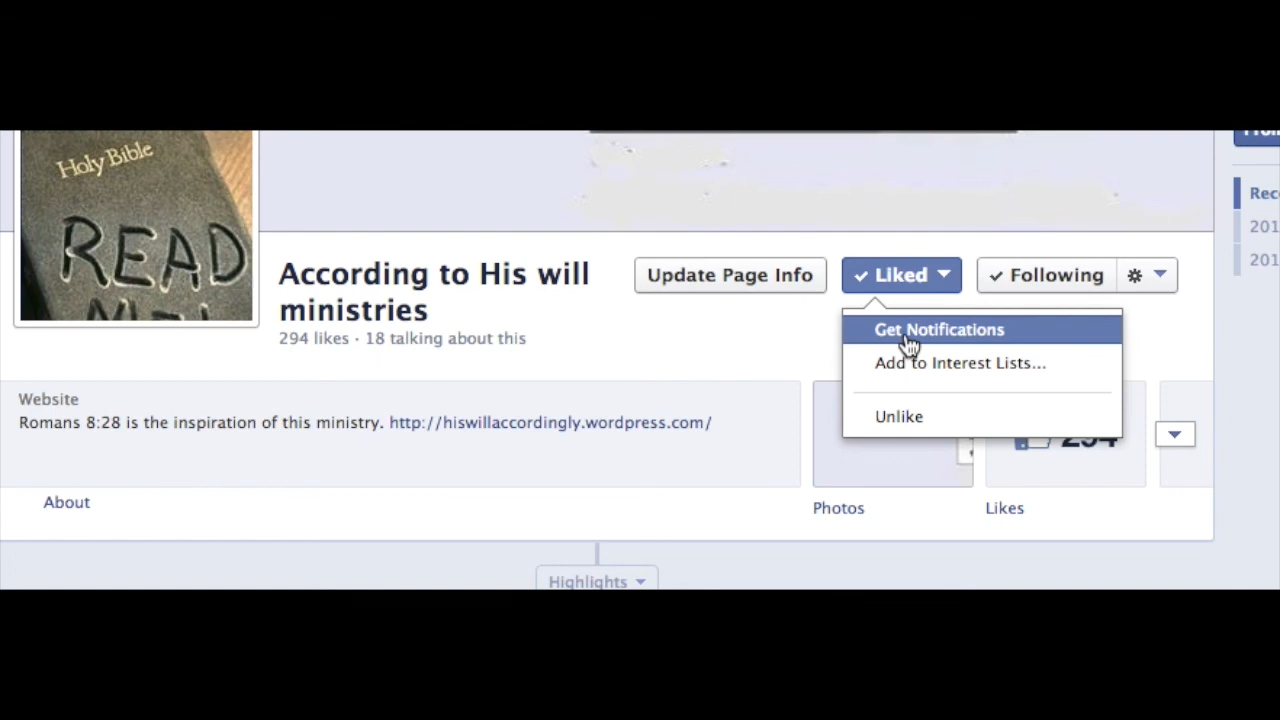 Holy Bible
READ
According to His will
ministries
294 likes · 18 talking about this
Update Page Info
Liked
Following
Get Notifications
Add to Interest Lists...
Unlike
Website
Romans 8:28 is the inspiration of this ministry. http://hiswillaccordingly.wordpress.com/
294
About
Photos
Likes
Highlights